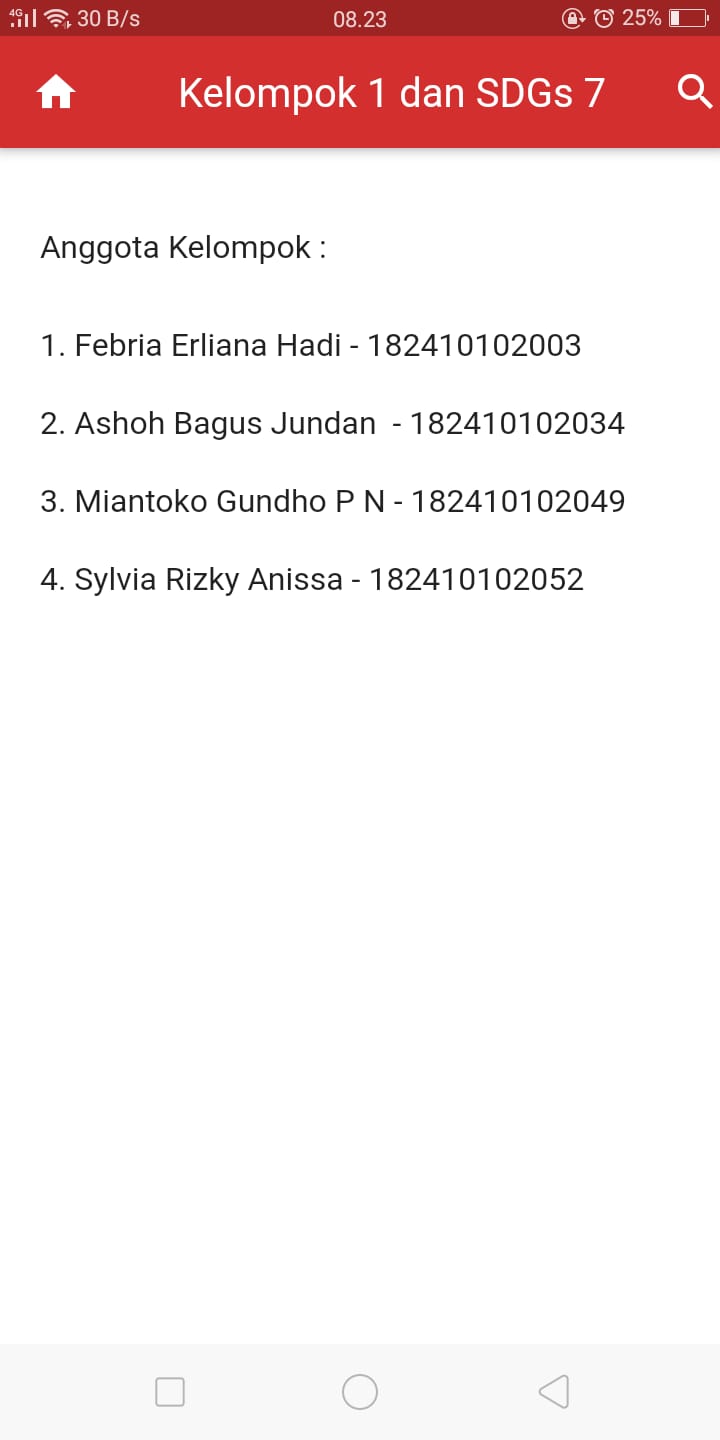 4G 30 B/s 08.23 25%
Kelompok 1 dan SDGs 7
Anggota Kelompok :
1. Febria Erliana Hadi - 182410102003
2. Ashoh Bagus Jundan  - 182410102034
3. Miantoko Gundho P N - 182410102049
4. Sylvia Rizky Anissa - 182410102052